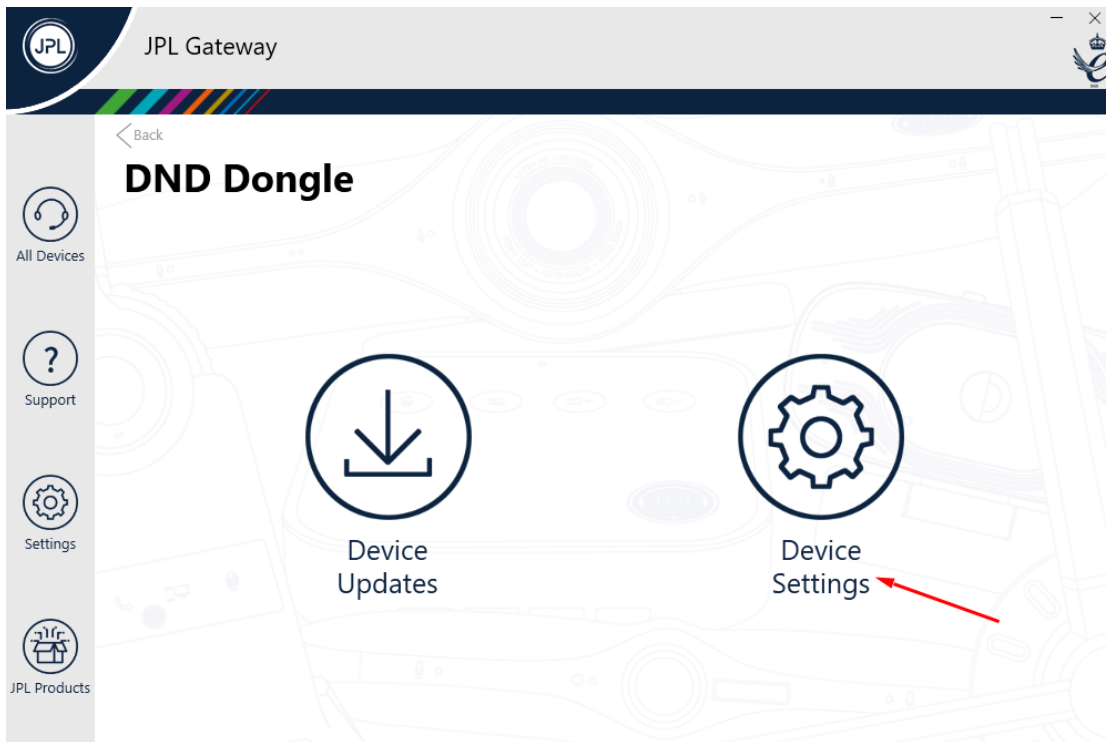 JPL
JPL Gateway
Back
DND Dongle
All Devices
?
Support
Settings
JPL Products
Device
Updates
Device
Settings